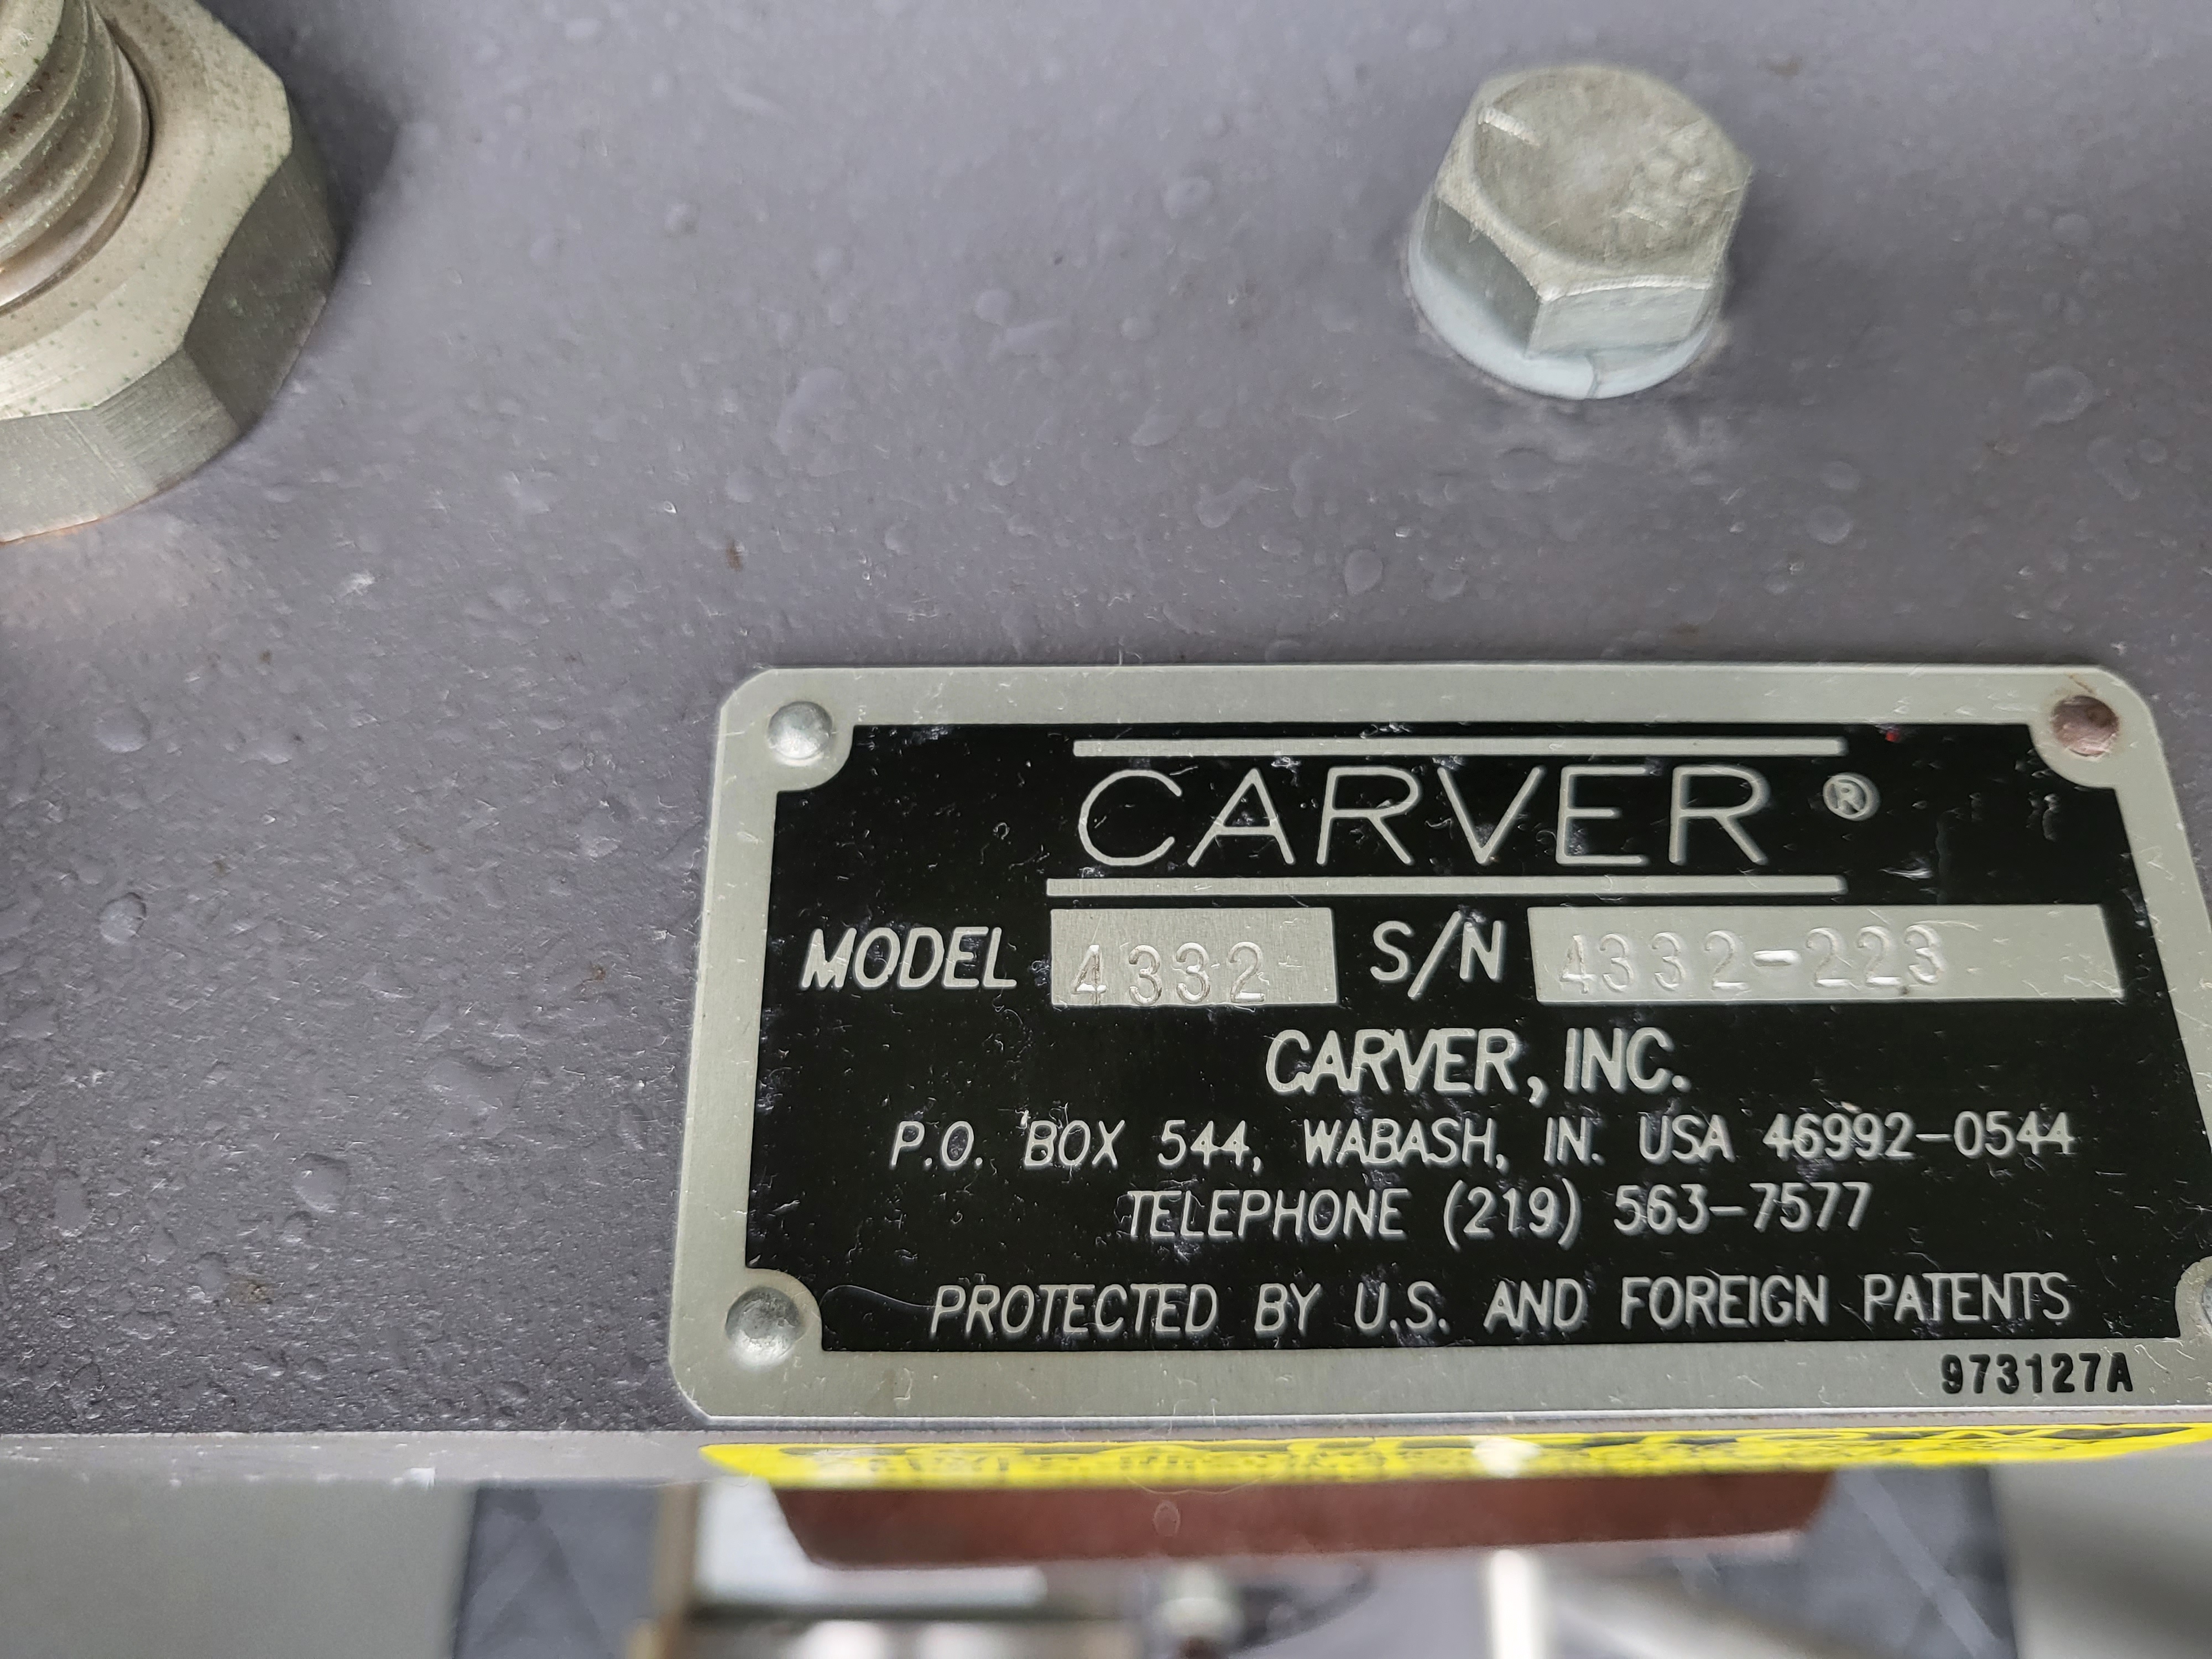 CARVER ®
MODEL 4332 S/N 4332-223
CARVER, INC.
P.O. BOX 544, WABASH, IN. USA 46992-0544
TELEPHONE (219) 563-7577
PROTECTED BY U.S. AND FOREIGN PATENTS
973127A